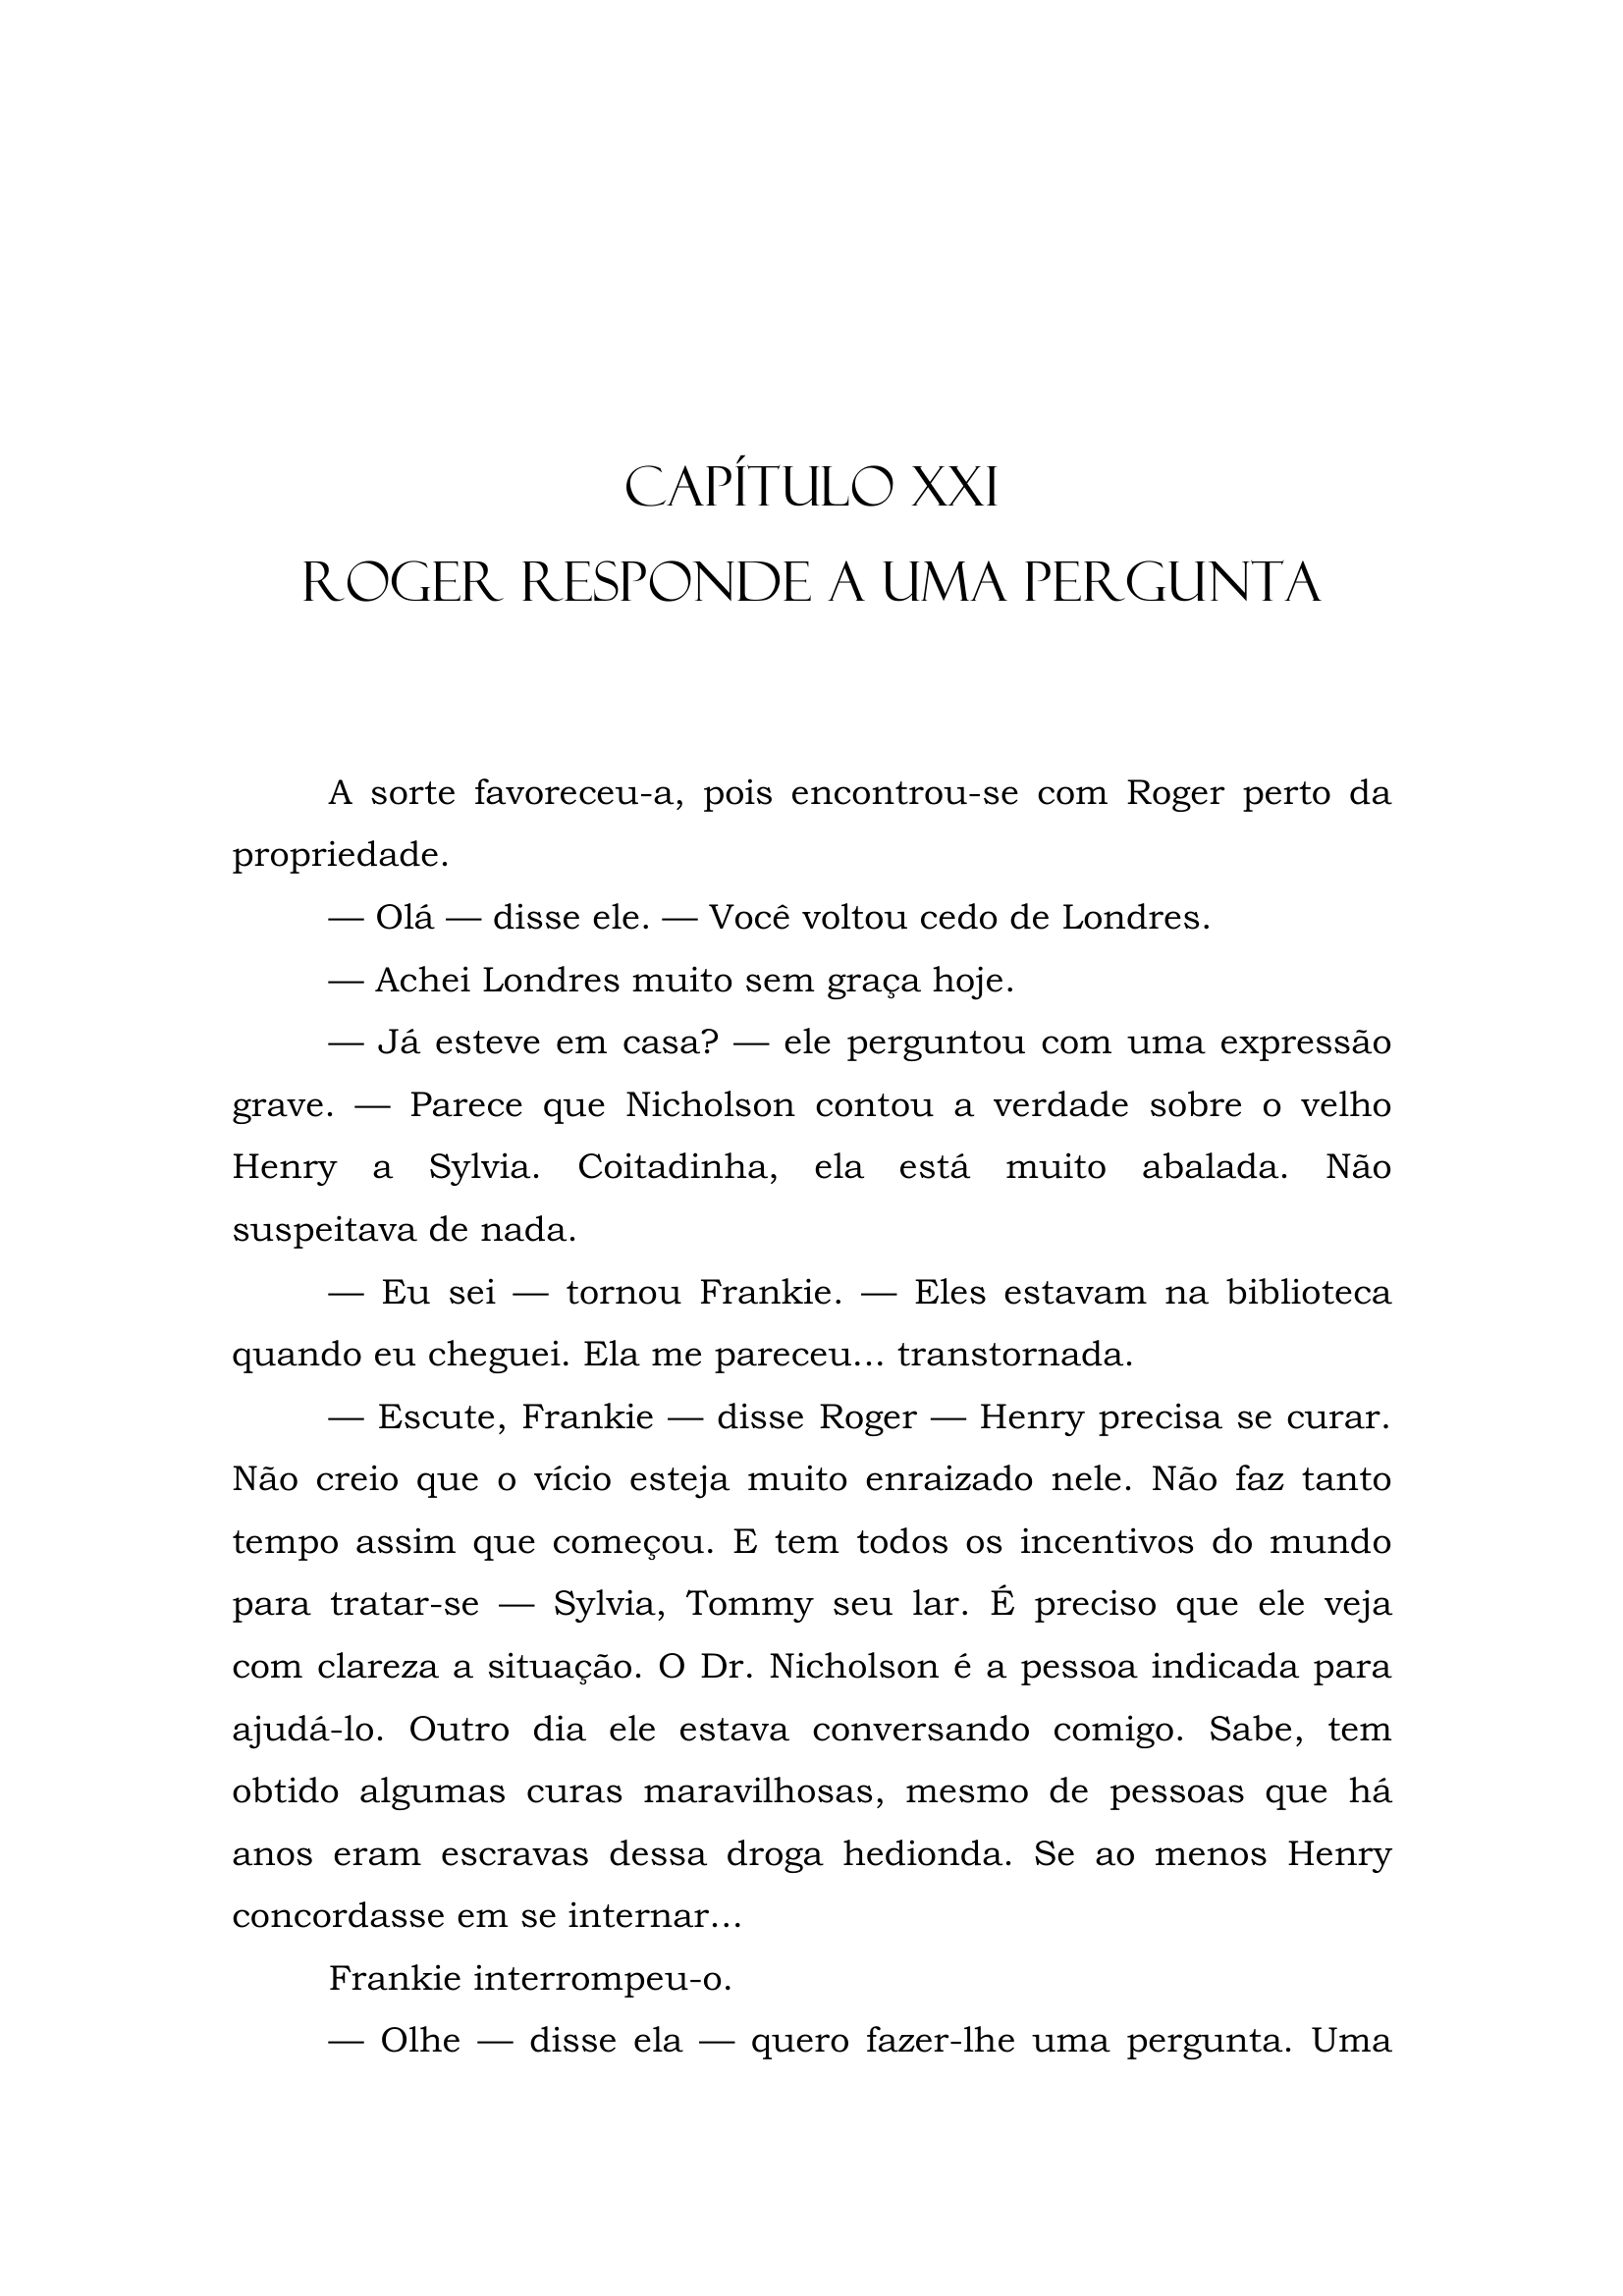 CAPÍTULO XXI
ROGER RESPONDE A UMA PERGUNTA
A sorte favoreceu-a, pois encontrou-se com Roger perto da
propriedade.
— Olá — disse ele. — Você voltou cedo de Londres.
— Achei Londres muito sem graça hoje.
— Já esteve em casa? — ele perguntou com uma expressão
grave. — Parece que Nicholson contou a verdade sobre o velho
Henry a Sylvia. Coitadinha, ela está muito abalada. Não
suspeitava de nada.
— Eu sei — tornou Frankie. — Eles estavam na biblioteca
quando eu cheguei. Ela me pareceu... transtornada.
— Escute, Frankie — disse Roger — Henry precisa se curar.
Não creio que o vício esteja muito enraizado nele. Não faz tanto
tempo assim que começou. E tem todos os incentivos do mundo
para tratar-se — Sylvia, Tommy seu lar. É preciso que ele veja
com clareza a situação. O Dr. Nicholson é a pessoa indicada para
ajudá-lo. Outro dia ele estava conversando comigo. Sabe, tem
obtido algumas curas maravilhosas, mesmo de pessoas que há
anos eram escravas dessa droga hedionda. Se ao menos Henry
concordasse em se internar...
Frankie interrompeu-o.
— Olhe — disse ela — quero fazer-lhe uma pergunta. Uma